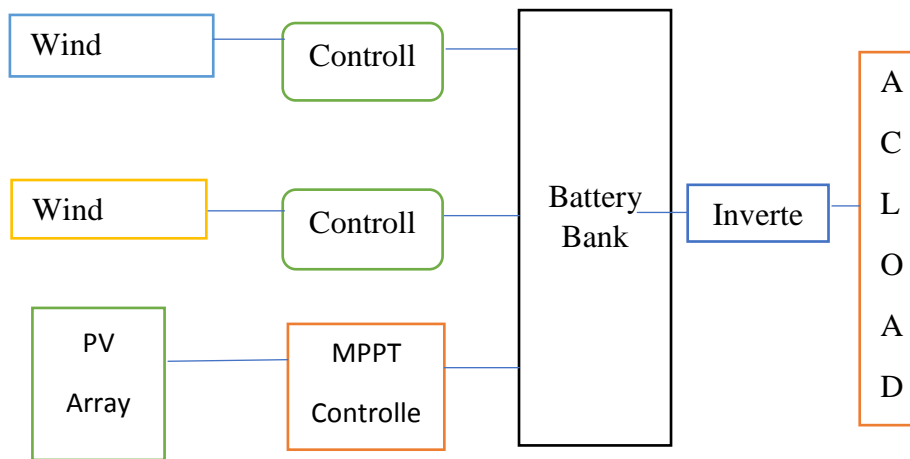 Wind
Controll
Wind
Controll
PV
Array
MPPT
Controlle
Battery
Bank
Inverte
A
C
L
O
A
D